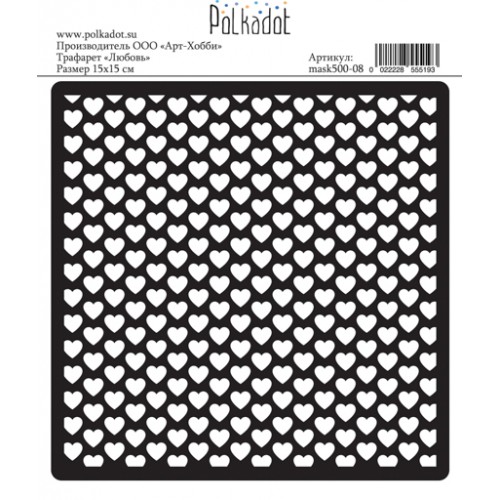 Polkadot
www.polkadot.su
Производитель ООО «Арт-Хобби»
Трафарет «Любовь»
Размер 15х15 см
Артикул:
mask500-08
0 022228 555193